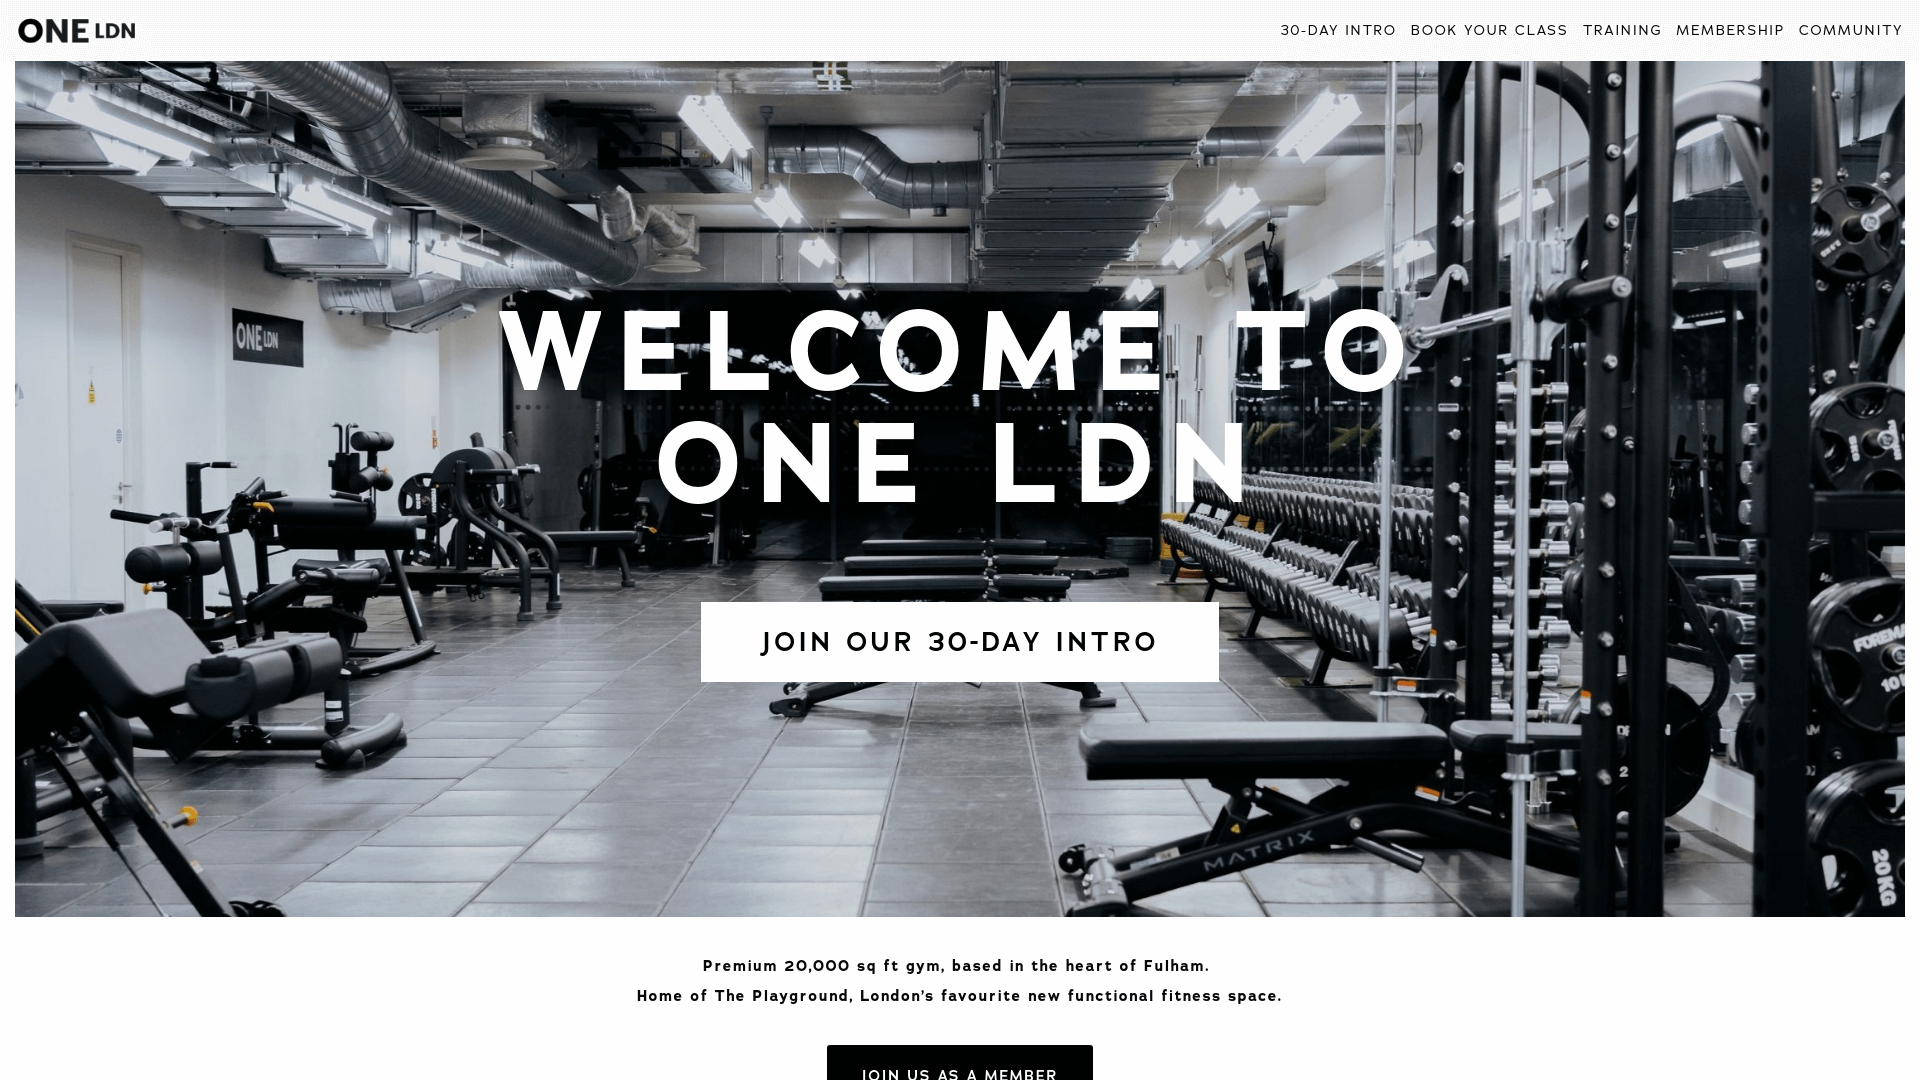 ONE LDN
30-DAY INTRO BOOK YOUR CLASS TRAINING MEMBERSHIP COMMUNITY
ONE LDN
WELCOME TO
ONE LDN
JOIN OUR 30-DAY INTRO
FOREMA
10
MATRIX
20KG
Premium 20,000 sq ft gym, based in the heart of Fulham.
Home of The Playground, London's favourite new functional fitness space.
JOIN US AS A MEMBER